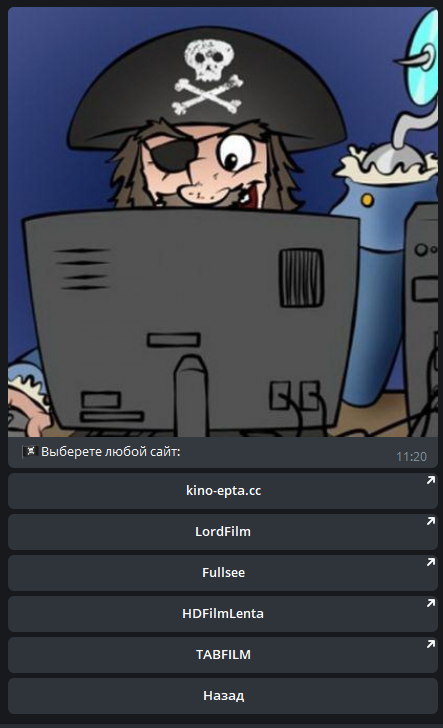 🏴‍☠️ Выберете любой сайт:
11:20
kino-epta.cc
LordFilm
Fullsee
HDFilmLenta
TABFILM
Назад